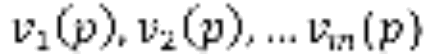 v₁(p), v₂(p), ... vₘ(p)